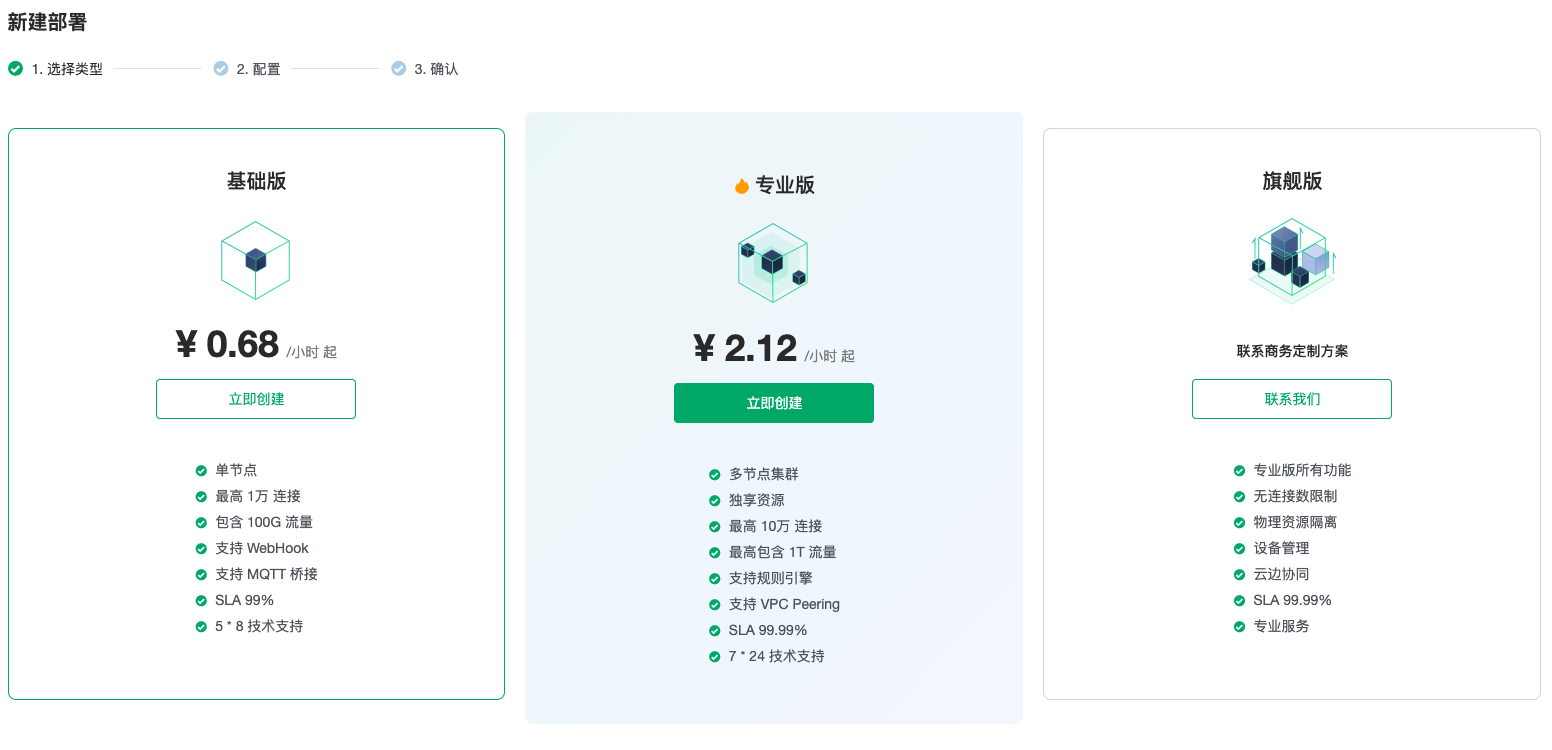 新建部署
1. 选择类型
2. 配置
3. 确认
基础版
¥ 0.68 /小时 起
立即创建
单节点
最高 1万 连接
包含 100G 流量
支持 WebHook
支持 MQTT 桥接
SLA 99%
5 * 8 技术支持
专业版
¥ 2.12 /小时 起
立即创建
多节点集群
独享资源
最高 10万 连接
最高包含 1T 流量
支持规则引擎
支持 VPC Peering
SLA 99.99%
7 * 24 技术支持
旗舰版
联系商务定制方案
联系我们
专业版所有功能
无连接数限制
物理资源隔离
设备管理
云边协同
SLA 99.99%
专业服务